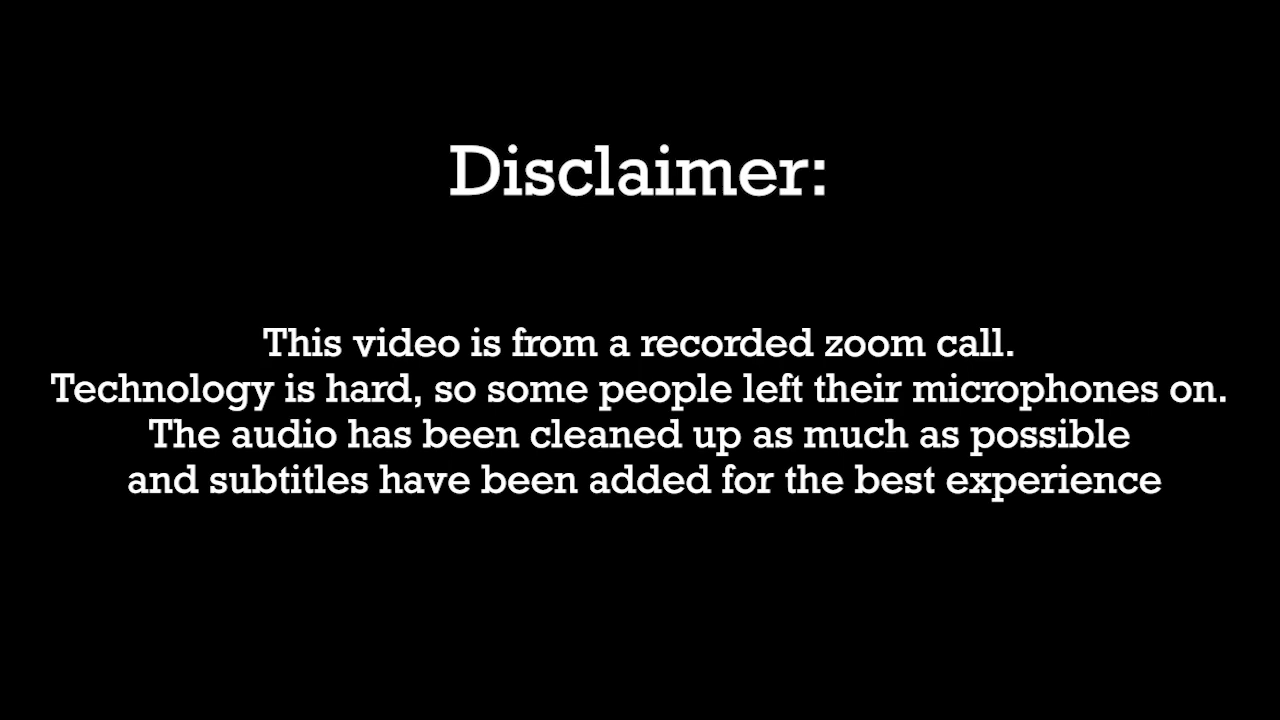 Disclaimer:
This video is from a recorded zoom call.
Technology is hard, so some people left their microphones on.
The audio has been cleaned up as much as possible
and subtitles have been added for the best experience